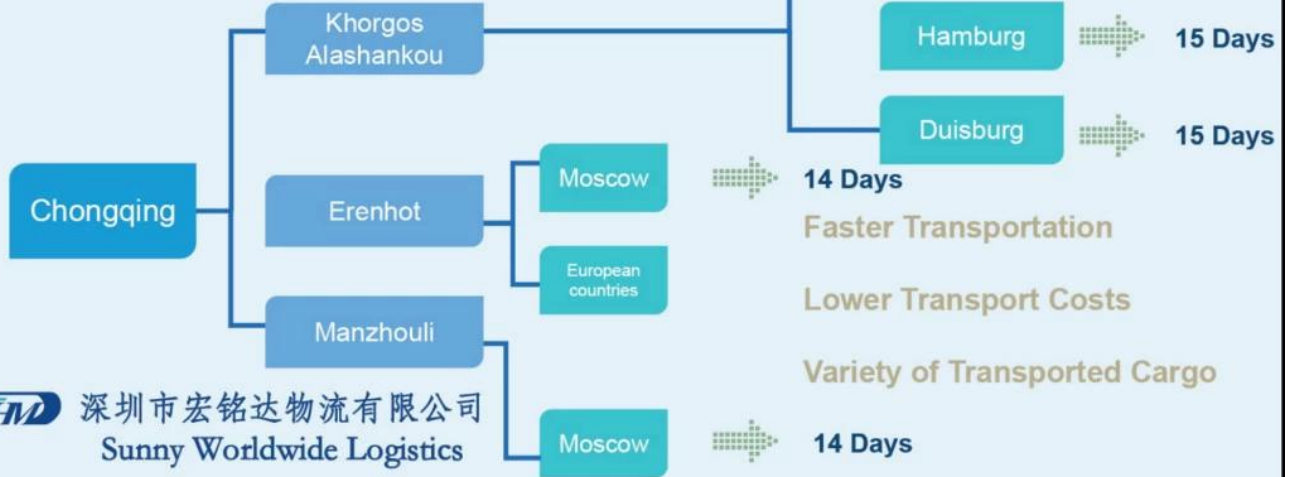 Khorgos
Alashankou
Hamburg
15 Days
Duisburg
15 Days
Chongqing
Erenhot
Moscow
14 Days
Faster Transportation
European
countries
Lower Transport Costs
Manzhouli
Variety of Transported Cargo
深圳市宏铭达物流有限公司
Sunny Worldwide Logistics
Moscow
14 Days